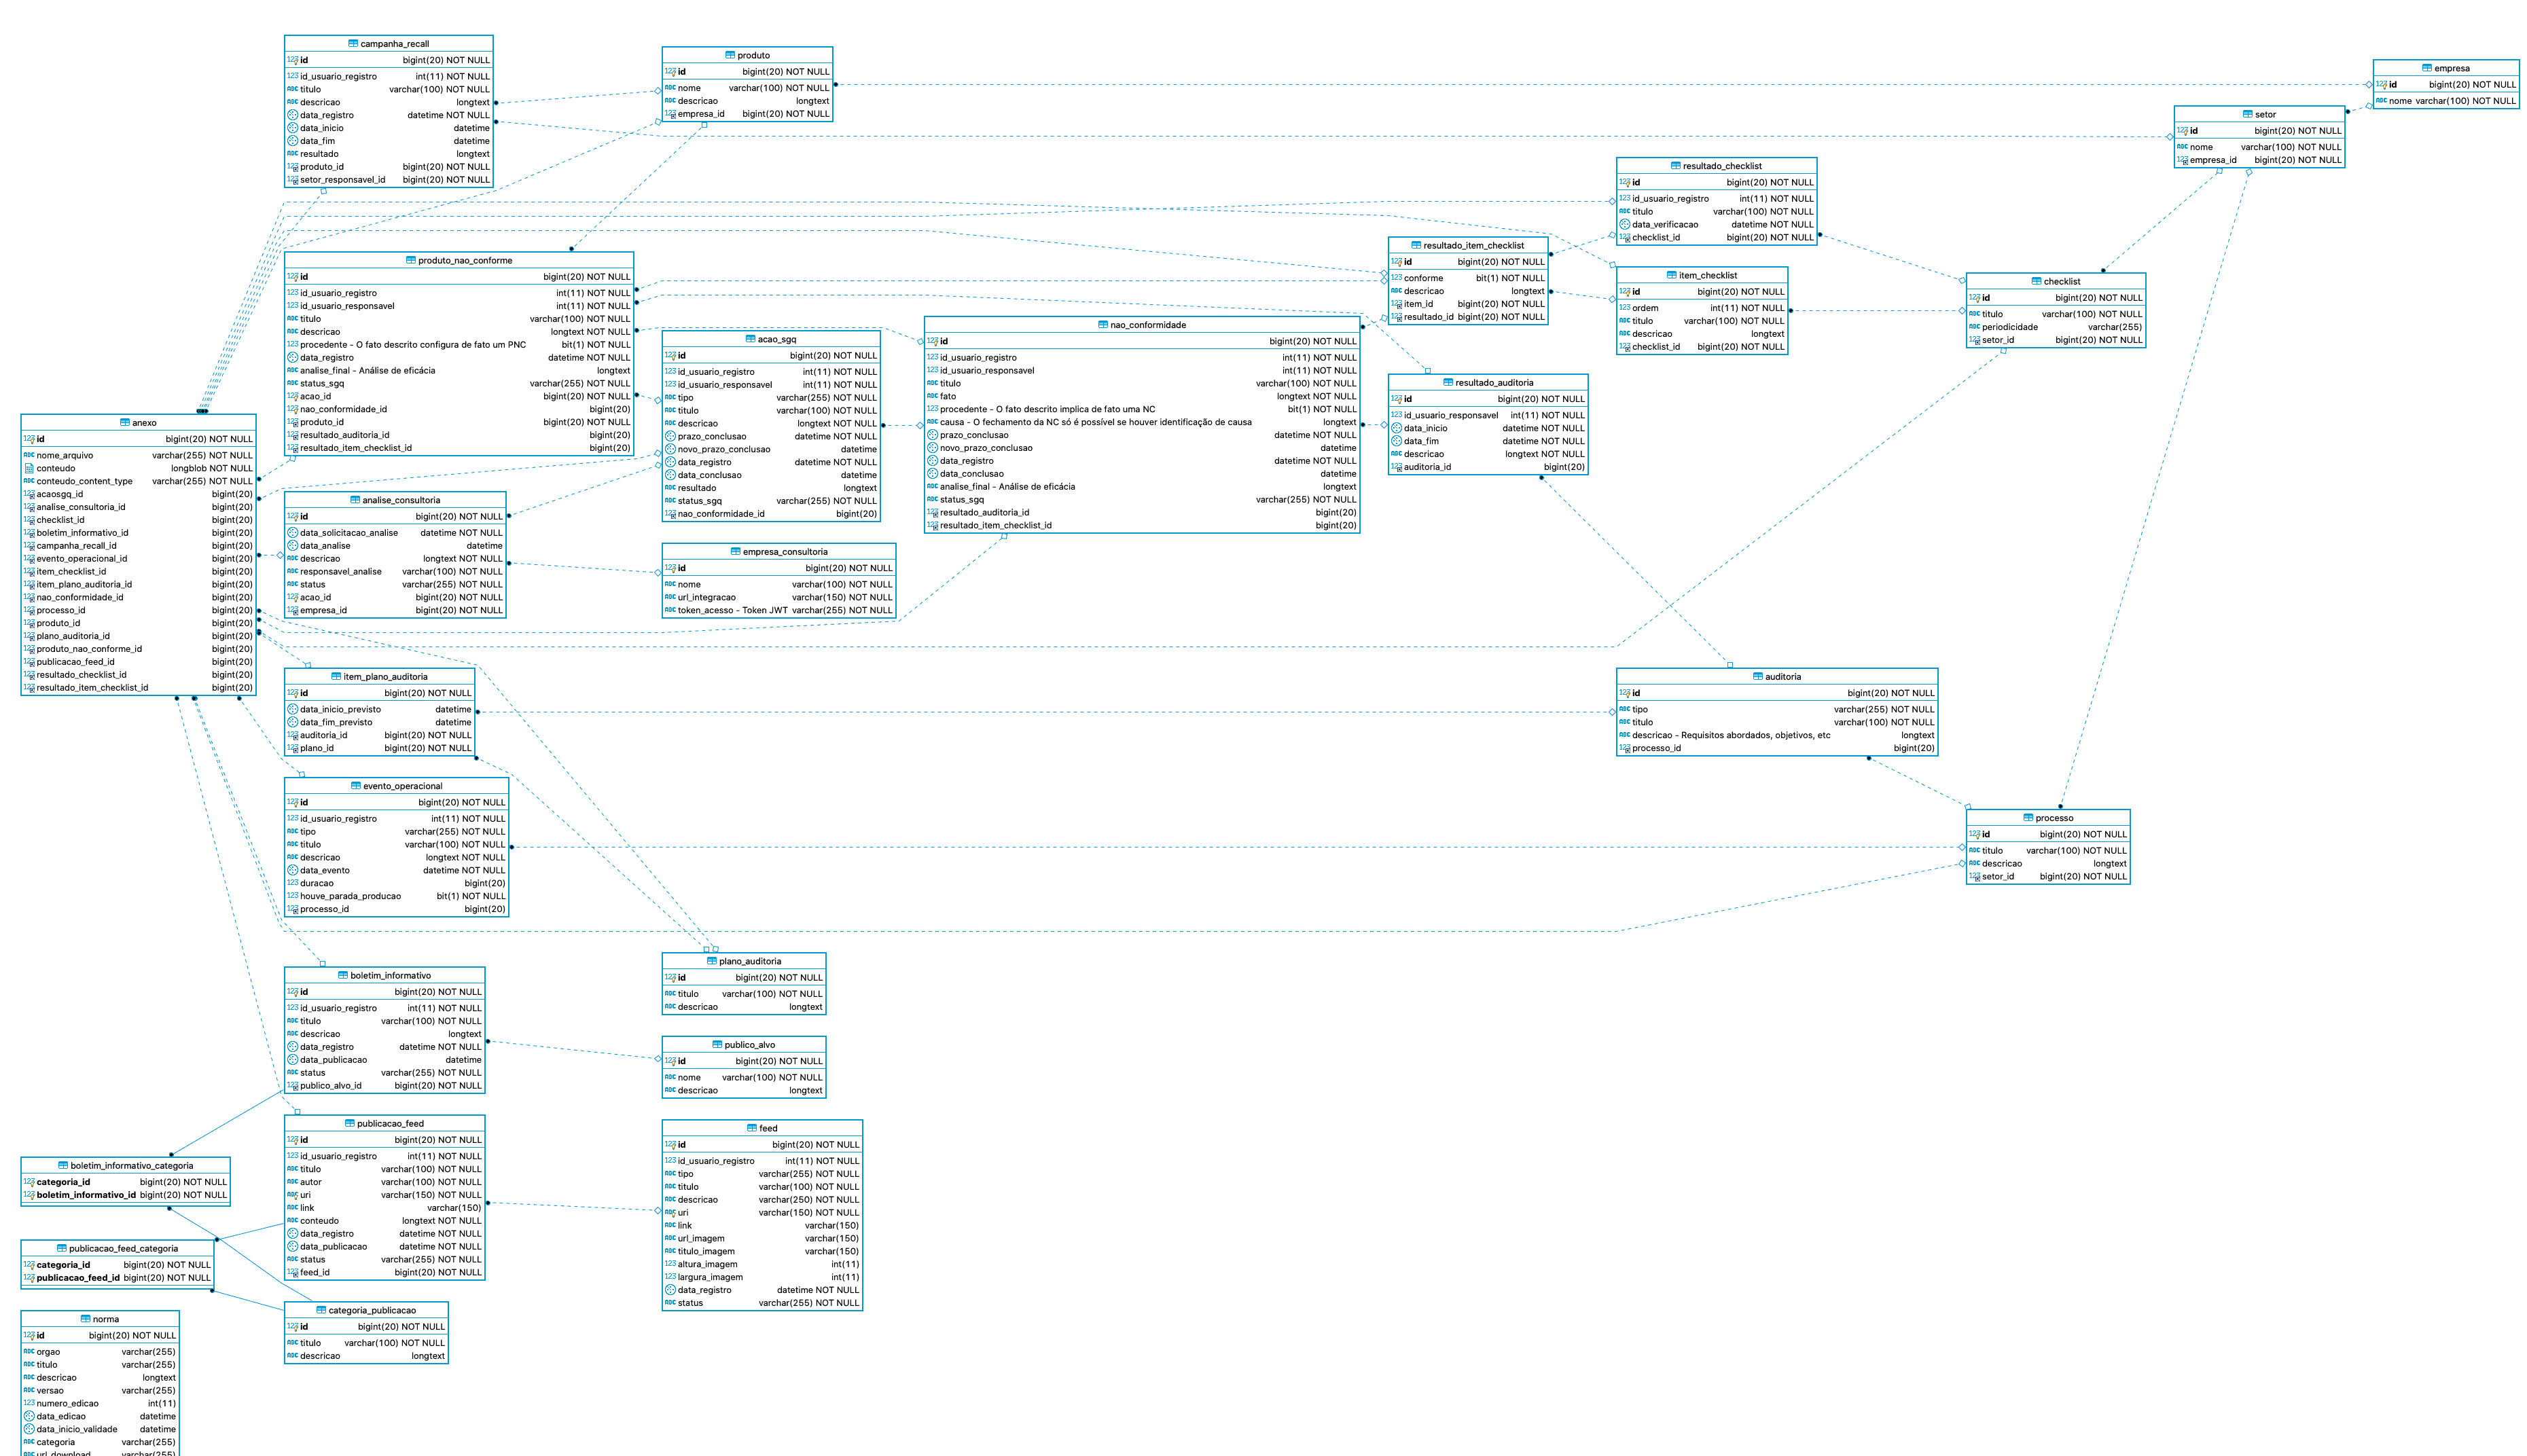 campanha_recall
id bigint(20) NOT NULL
id_usuario_registro int(11) NOT NULL
titulo varchar(100) NOT NULL
descricao longtext
data_registro datetime NOT NULL
data_inicio datetime
data_fim datetime
resultado longtext
produto_id bigint(20) NOT NULL
setor_responsavel_id bigint(20) NOT NULL
produto
id bigint(20) NOT NULL
nome varchar(100) NOT NULL
descricao longtext
empresa_id bigint(20) NOT NULL
empresa
id bigint(20) NOT NULL
nome varchar(100) NOT NULL
setor
id bigint(20) NOT NULL
nome varchar(100) NOT NULL
empresa_id bigint(20) NOT NULL
resultado_checklist
id bigint(20) NOT NULL
id_usuario_registro int(11) NOT NULL
titulo varchar(100) NOT NULL
data_verificacao datetime NOT NULL
checklist_id bigint(20) NOT NULL
resultado_item_checklist
id bigint(20) NOT NULL
conforme bit(1) NOT NULL
descricao longtext
item_id bigint(20) NOT NULL
resultado_id bigint(20) NOT NULL
item_checklist
id bigint(20) NOT NULL
ordem int(11) NOT NULL
titulo varchar(100) NOT NULL
descricao longtext
checklist_id bigint(20) NOT NULL
checklist
id bigint(20) NOT NULL
titulo varchar(100) NOT NULL
periodicidade varchar(255)
setor_id bigint(20) NOT NULL
produto_nao_conforme
id bigint(20) NOT NULL
id_usuario_registro int(11) NOT NULL
id_usuario_responsavel int(11) NOT NULL
titulo varchar(100) NOT NULL
descricao longtext NOT NULL
procedente - O fato descrito configura de fato um PNC bit(1) NOT NULL
data_registro datetime NOT NULL
analise_final - Análise de eficácia longtext
status_sgq varchar(255) NOT NULL
acao_id bigint(20) NOT NULL
nao_conformidade_id bigint(20)
produto_id bigint(20) NOT NULL
resultado_auditoria_id bigint(20)
resultado_item_checklist_id bigint(20)
acao_sgq
id bigint(20) NOT NULL
id_usuario_registro int(11) NOT NULL
id_usuario_responsavel int(11) NOT NULL
tipo varchar(255) NOT NULL
titulo varchar(100) NOT NULL
descricao longtext NOT NULL
prazo_conclusao datetime NOT NULL
novo_prazo_conclusao datetime
data_registro datetime NOT NULL
data_conclusao datetime
resultado longtext
status_sgq varchar(255) NOT NULL
nao_conformidade_id bigint(20)
nao_conformidade
id bigint(20) NOT NULL
id_usuario_registro int(11) NOT NULL
id_usuario_responsavel int(11) NOT NULL
titulo varchar(100) NOT NULL
fato longtext NOT NULL
procedente - O fato descrito implica de fato uma NC bit(1) NOT NULL
causa - O fechamento da NC só é possível se houver identificação de causa longtext
prazo_conclusao datetime NOT NULL
novo_prazo_conclusao datetime
data_registro datetime NOT NULL
data_conclusao datetime
analise_final - Análise de eficácia longtext
status_sgq varchar(255) NOT NULL
resultado_auditoria_id bigint(20)
resultado_item_checklist_id bigint(20)
resultado_auditoria
id bigint(20) NOT NULL
id_usuario_responsavel int(11) NOT NULL
data_inicio datetime NOT NULL
data_fim datetime NOT NULL
descricao longtext NOT NULL
auditoria_id bigint(20)
anexo
id bigint(20) NOT NULL
nome_arquivo varchar(255) NOT NULL
conteudo longblob NOT NULL
conteudo_content_type varchar(255) NOT NULL
acaosgq_id bigint(20)
analise_consultoria_id bigint(20)
checklist_id bigint(20)
boletim_informativo_id bigint(20)
campanha_recall_id bigint(20)
evento_operacional_id bigint(20)
item_checklist_id bigint(20)
item_plano_auditoria_id bigint(20)
nao_conformidade_id bigint(20)
processo_id bigint(20)
produto_id bigint(20)
plano_auditoria_id bigint(20)
produto_nao_conforme_id bigint(20)
publicacao_feed_id bigint(20)
resultado_checklist_id bigint(20)
resultado_item_checklist_id bigint(20)
analise_consultoria
id bigint(20) NOT NULL
data_solicitacao_analise datetime NOT NULL
data_analise datetime
descricao longtext NOT NULL
responsavel_analise varchar(100) NOT NULL
status varchar(255) NOT NULL
acao_id bigint(20) NOT NULL
empresa_id bigint(20) NOT NULL
empresa_consultoria
id bigint(20) NOT NULL
nome varchar(100) NOT NULL
url_integracao varchar(150) NOT NULL
token_acesso - Token JWT varchar(255) NOT NULL
item_plano_auditoria
id bigint(20) NOT NULL
data_inicio_previsto datetime
data_fim_previsto datetime
auditoria_id bigint(20) NOT NULL
plano_id bigint(20) NOT NULL
auditoria
id bigint(20) NOT NULL
tipo varchar(255) NOT NULL
titulo varchar(100) NOT NULL
descricao - Requisitos abordados, objetivos, etc longtext
processo_id bigint(20)
evento_operacional
id bigint(20) NOT NULL
id_usuario_registro int(11) NOT NULL
tipo varchar(255) NOT NULL
titulo varchar(100) NOT NULL
descricao longtext NOT NULL
data_evento datetime NOT NULL
duracao bigint(20)
houve_parada_producao bit(1) NOT NULL
processo_id bigint(20)
processo
id bigint(20) NOT NULL
titulo varchar(100) NOT NULL
descricao longtext
setor_id bigint(20) NOT NULL
boletim_informativo
id bigint(20) NOT NULL
id_usuario_registro int(11) NOT NULL
titulo varchar(100) NOT NULL
descricao longtext
data_registro datetime NOT NULL
data_publicacao datetime
status varchar(255) NOT NULL
publico_alvo_id bigint(20) NOT NULL
plano_auditoria
id bigint(20) NOT NULL
titulo varchar(100) NOT NULL
descricao longtext
publico_alvo
id bigint(20) NOT NULL
nome varchar(100) NOT NULL
descricao longtext
publicacao_feed
id bigint(20) NOT NULL
id_usuario_registro int(11) NOT NULL
titulo varchar(100) NOT NULL
autor varchar(100) NOT NULL
uri varchar(150) NOT NULL
link varchar(150)
conteudo longtext NOT NULL
data_registro datetime NOT NULL
data_publicacao datetime NOT NULL
status varchar(255) NOT NULL
feed_id bigint(20) NOT NULL
feed
id bigint(20) NOT NULL
id_usuario_registro int(11) NOT NULL
tipo varchar(255) NOT NULL
titulo varchar(100) NOT NULL
descricao varchar(250) NOT NULL
uri varchar(150) NOT NULL
link varchar(150)
url_imagem varchar(150)
titulo_imagem varchar(150)
altura_imagem int(11)
largura_imagem int(11)
data_registro datetime NOT NULL
status varchar(255) NOT NULL
boletim_informativo_categoria
categoria_id bigint(20) NOT NULL
boletim_informativo_id bigint(20) NOT NULL
publicacao_feed_categoria
categoria_id bigint(20) NOT NULL
publicacao_feed_id bigint(20) NOT NULL
categoria_publicacao
id bigint(20) NOT NULL
titulo varchar(100) NOT NULL
descricao longtext
norma
id bigint(20) NOT NULL
orgao varchar(255)
titulo varchar(255)
descricao longtext
versao varchar(255)
numero_edicao int(11)
data_edicao datetime
data_inicio_validade datetime
categoria varchar(255)
url_download varchar(255)